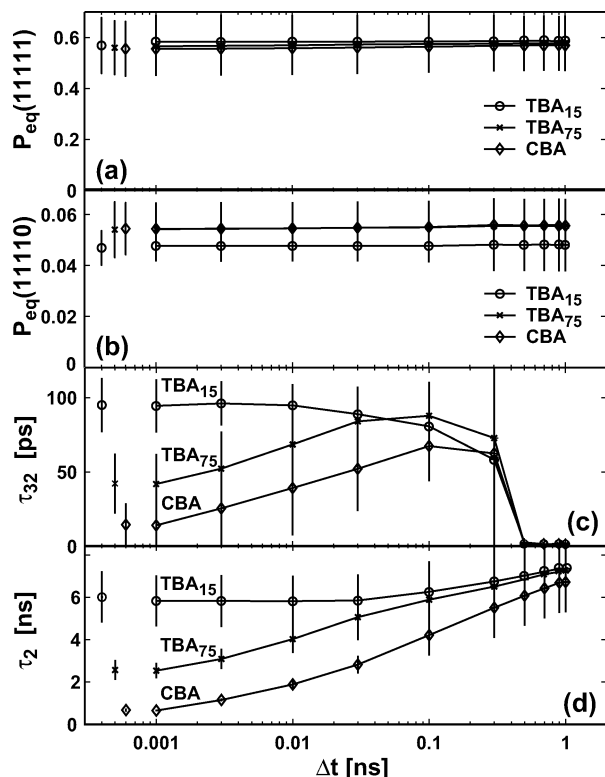 P_eq(11111)
0.6
0.4
0.2
0
(a)
TBA₁₅
TBA₇₅
CBA
P_eq(11110)
0.06
0.04
0.02
0
(b)
TBA₁₅
TBA₇₅
CBA
τ₃₂ [ps]
100
50
0
TBA₁₅
TBA₇₅
CBA
(c)
τ₂ [ns]
6
4
2
0
TBA₁₅
TBA₇₅
CBA
(d)
0.001 0.01 0.1 1
Δt [ns]